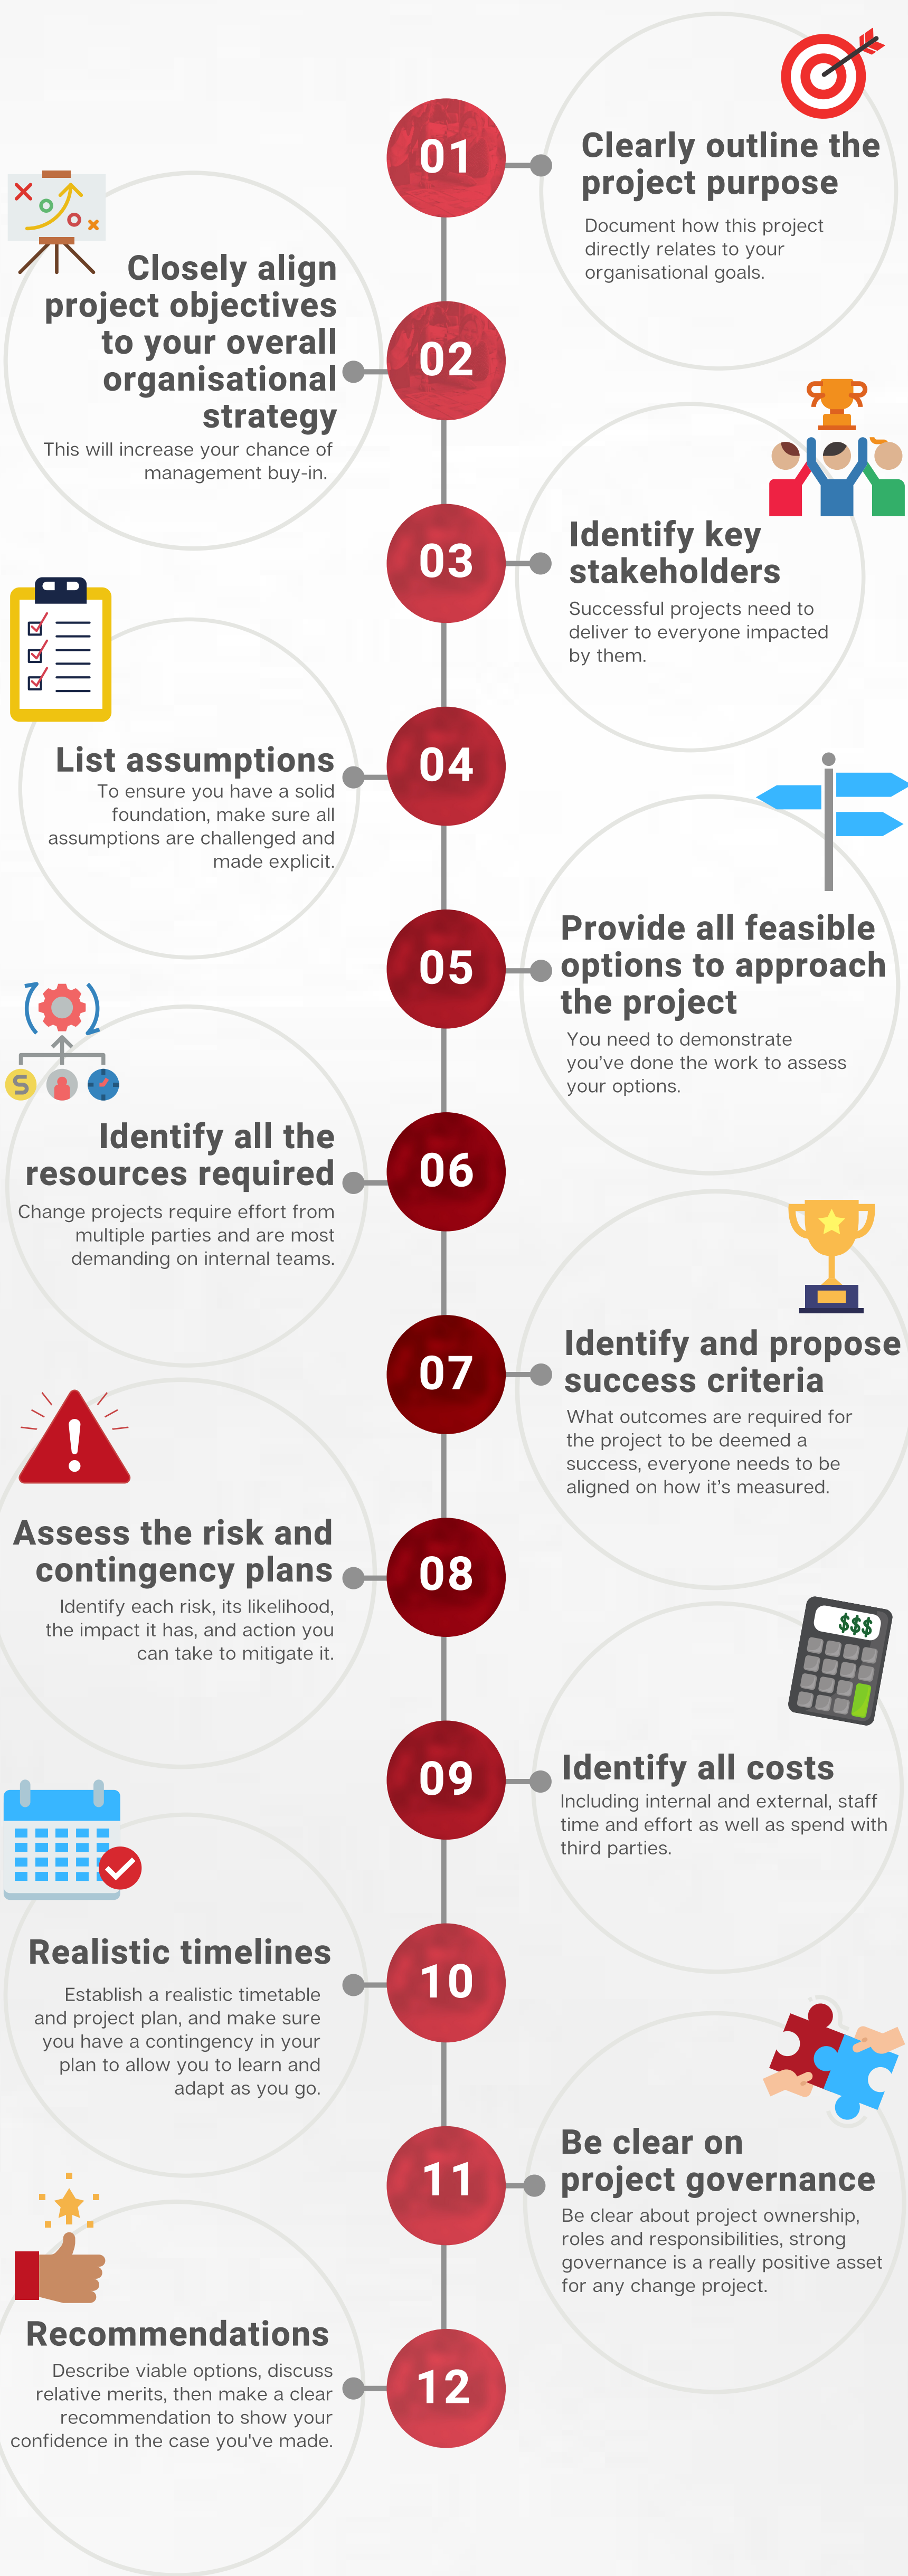 01
Clearly outline the
project purpose
Document how this project
directly relates to your
organisational goals.
Closely align
project objectives
to your overall
organisational
strategy
This will increase your chance of
management buy-in.
02
03
Identify key
stakeholders
Successful projects need to
deliver to everyone impacted
by them.
List assumptions
To ensure you have a solid
foundation, make sure all
assumptions are challenged and
made explicit.
04
05
Provide all feasible
options to approach
the project
You need to demonstrate
you’ve done the work to assess
your options.
S
Identify all the
resources required
Change projects require effort from
multiple parties and are most
demanding on internal teams.
06
07
Identify and propose
success criteria
What outcomes are required for
the project to be deemed a
success, everyone needs to be
aligned on how it’s measured.
!
Assess the risk and
contingency plans
Identify each risk, its likelihood,
the impact it has, and action you
can take to mitigate it.
08
$$$
09
Identify all costs
Including internal and external, staff
time and effort as well as spend with
third parties.
Realistic timelines
Establish a realistic timetable
and project plan, and make sure
you have a contingency in your
plan to allow you to learn and
adapt as you go.
10
11
Be clear on
project governance
Be clear about project ownership,
roles and responsibilities, strong
governance is a really positive asset
for any change project.
Recommendations
Describe viable options, discuss
relative merits, then make a clear
recommendation to show your
confidence in the case you've made.
12